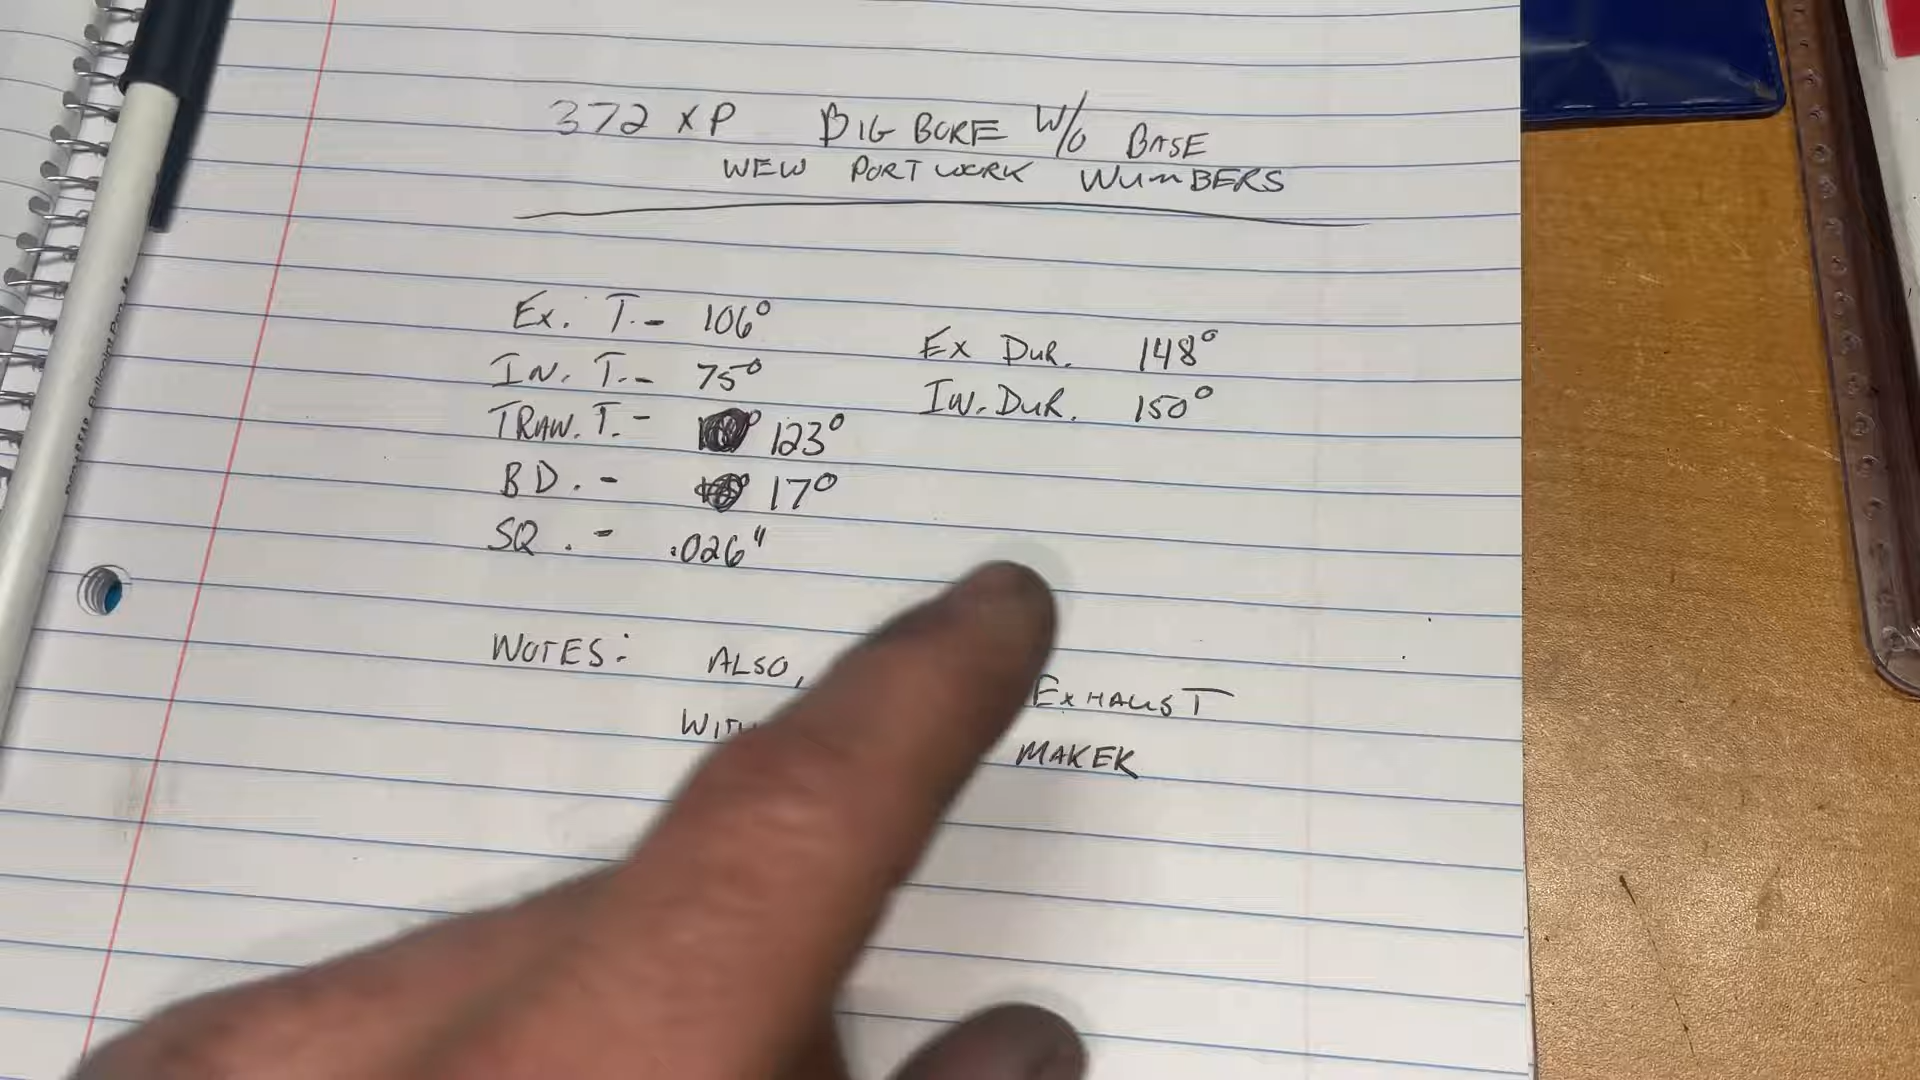 372 XP BIG BORE W/O BASE
NEW PORT WORK NUMBERS
Ex. T. - 106°
IN. T. - 75°
TRAN. T. - 123°
BD. - 17°
SQ. - .026"
Ex DUR. 148°
IN. DUR. 150°
NOTES: ALSO, EXHAUST
MAKER